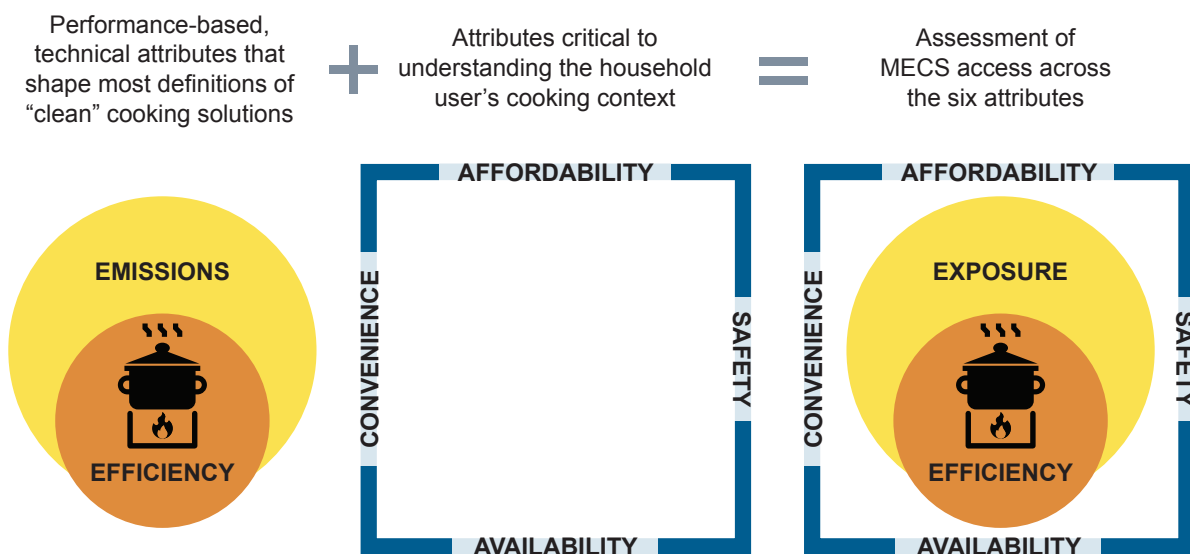 Performance-based,
technical attributes that
shape most definitions of
“clean” cooking solutions
+
Attributes critical to
understanding the household
user’s cooking context
=
Assessment of
MECS access across
the six attributes
EMISSIONS
EFFICIENCY
AFFORDABILITY
CONVENIENCE
SAFETY
AVAILABILITY
AFFORDABILITY
CONVENIENCE
EXPOSURE
EFFICIENCY
SAFETY
AVAILABILITY